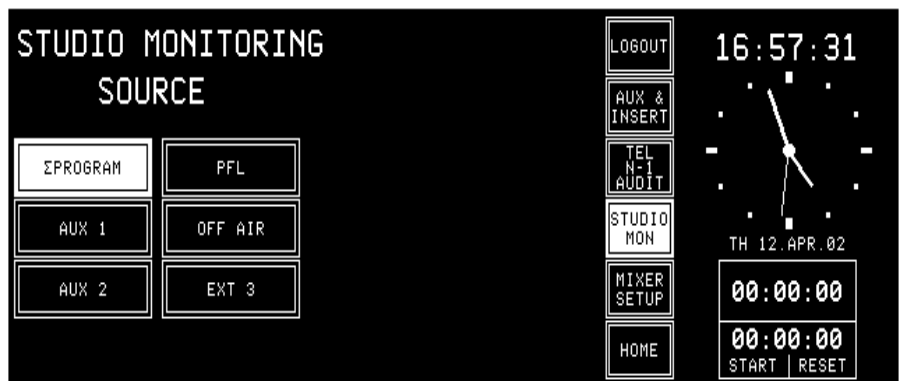 STUDIO MONITORING
SOURCE
ΣPROGRAM
PFL
AUX 1
OFF AIR
AUX 2
EXT 3
LOGOUT
AUX &
INSERT
TEL
N-1
AUDIT
STUDIO
MON
MIXER
SETUP
HOME
16:57:31
TH 12.APR.02
00:00:00
00:00:00
START | RESET